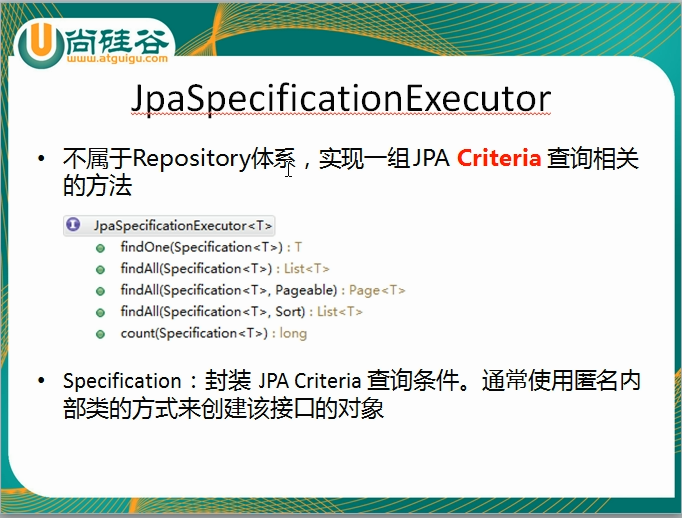 尚硅谷
www.atguigu.com
JpaSpecificationExecutor
• 不属于Repository体系，实现一组JPA Criteria 查询相关
的方法
JpaSpecificationExecutor<T>
findOne(Specification<T>) : T
findAll(Specification<T>) : List<T>
findAll(Specification<T>, Pageable) : Page<T>
findAll(Specification<T>, Sort) : List<T>
count(Specification<T>) : long
• Specification：封装 JPA Criteria 查询条件。通常使用匿名内
部类的方式来创建该接口的对象